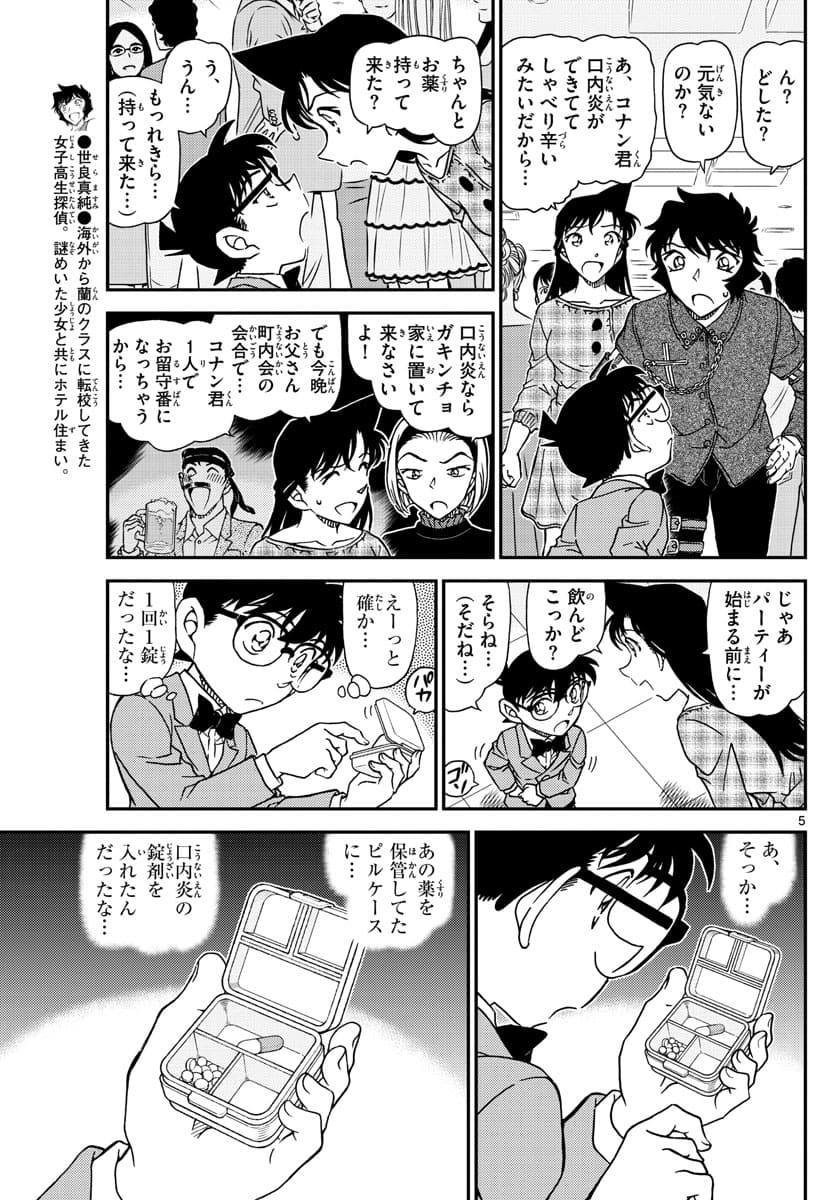 ん?
どした?
元気ない
のか?
あ、コナン君
口内炎が
できてて
しゃべり辛い
みたいだから…
ちゃんと
お薬
持って
来た?
う、
うん…
もっれきら…
(持って来た…)
●世良真純●海外から蘭のクラスに転校してきた
女子高生探偵。謎めいた少女と共にホテル住まい。
口内炎なら
ガキンチョ
家に置いて
来なさい
よ!
でも今晩
お父さん
町内会の
会合で…
コナン君
1人で
お留守番に
なっちゃう
から…
じゃあ
パーティーが
始まる前に…
飲んど
こっか?
そらね…
(そだね…)
えーっと
確か…
1回1錠
だったな…
パカ
5
あ、
そっか…
あの薬を
保管してた
ピルケース
に…
口内炎の
錠剤を
入れたん
だったな…